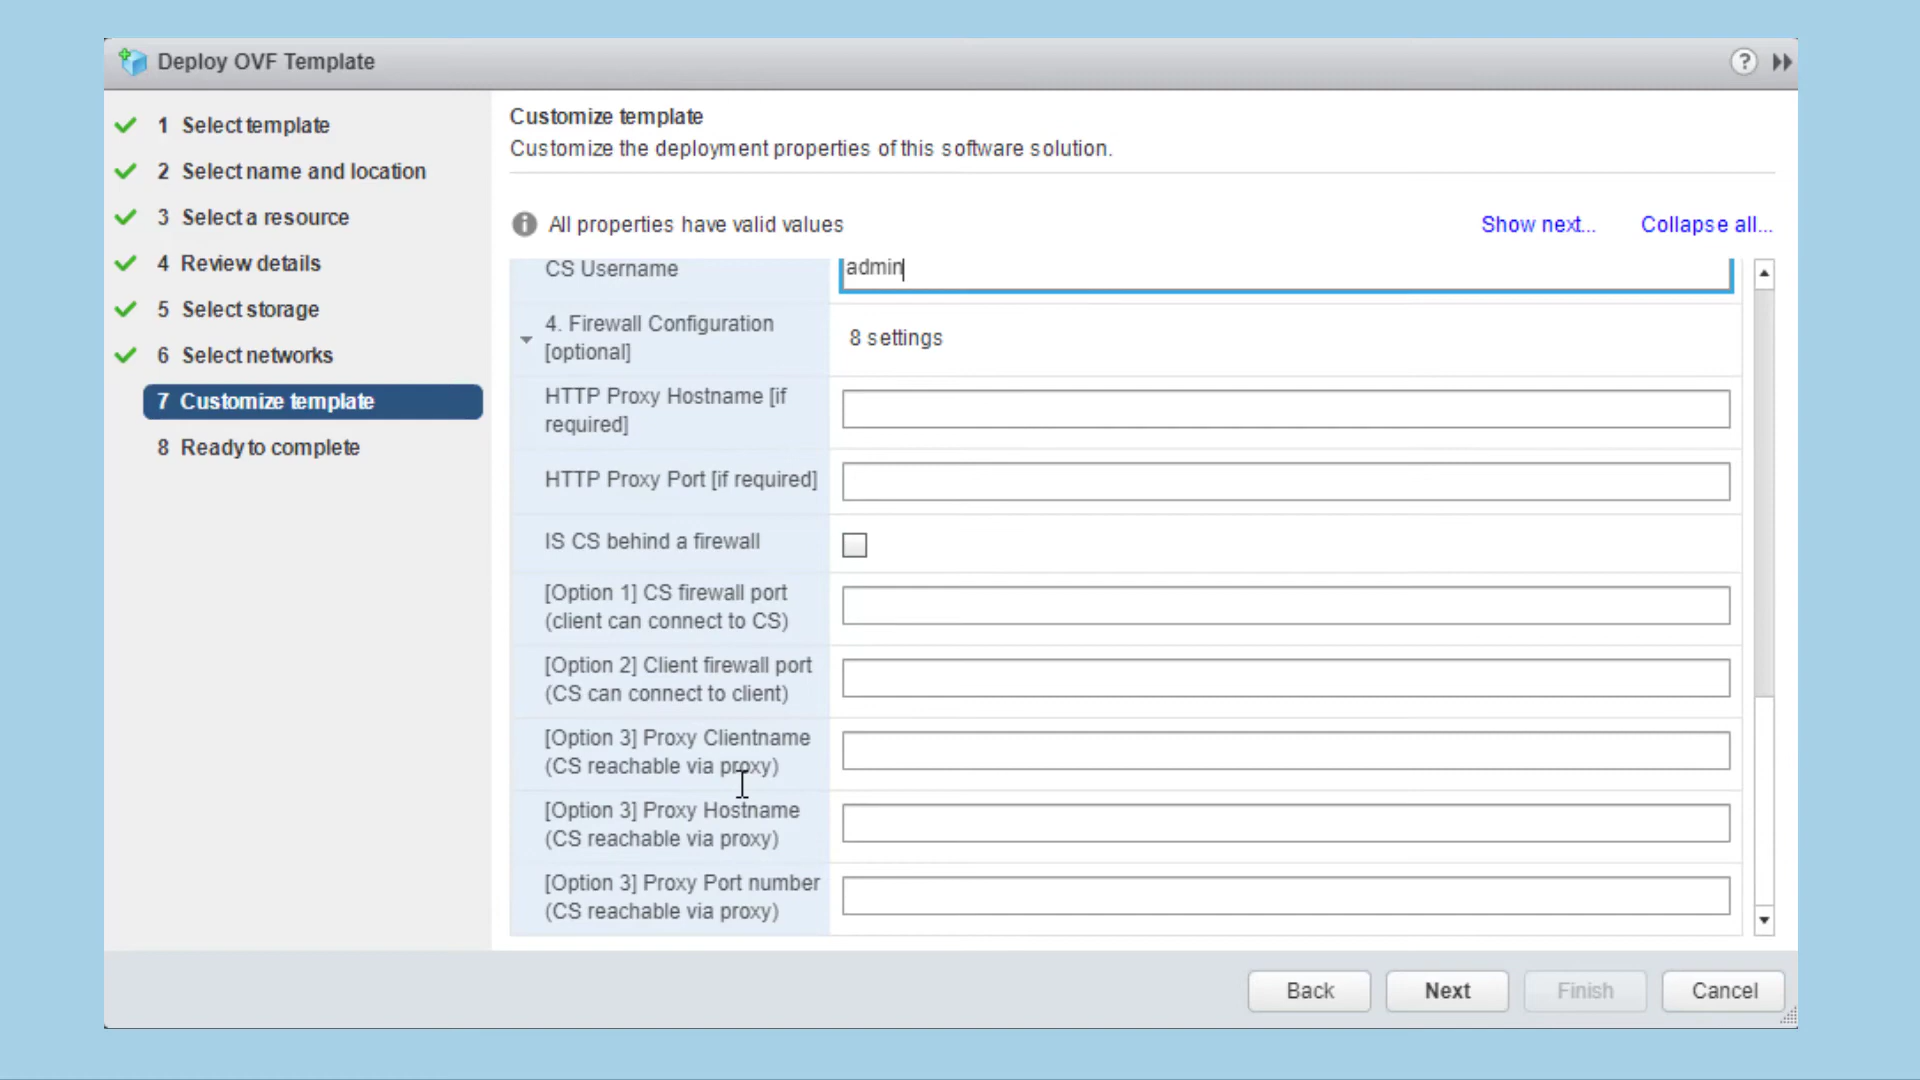 Deploy OVF Template
?
1 Select template
2 Select name and location
3 Select a resource
4 Review details
5 Select storage
6 Select networks
7 Customize template
8 Ready to complete
Customize template
Customize the deployment properties of this software solution.
All properties have valid values
Show next...
Collapse all...
CS Username
admin
4. Firewall Configuration
[optional]
8 settings
HTTP Proxy Hostname [if
required]
HTTP Proxy Port [if required]
IS CS behind a firewall
[Option 1] CS firewall port
(client can connect to CS)
[Option 2] Client firewall port
(CS can connect to client)
[Option 3] Proxy Clientname
(CS reachable via proxy)
[Option 3] Proxy Hostname
(CS reachable via proxy)
[Option 3] Proxy Port number
(CS reachable via proxy)
Back
Next
Finish
Cancel